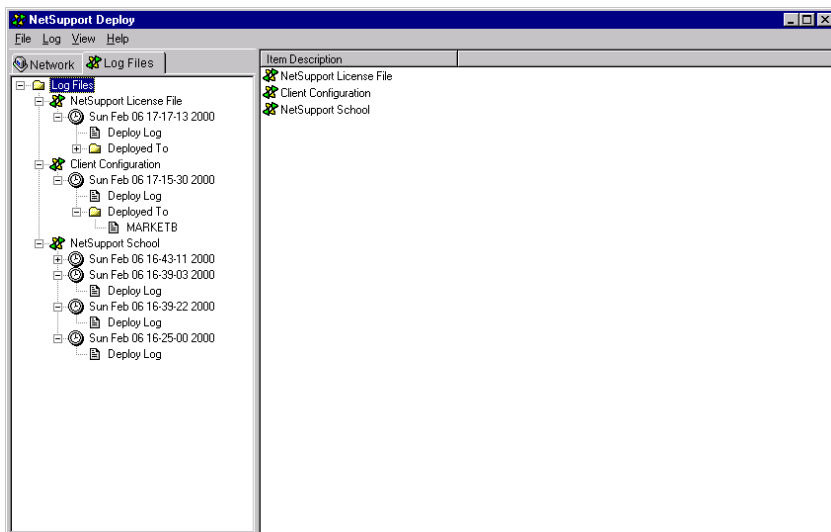 NetSupport Deploy
File Log View Help
Network Log Files
Log Files
NetSupport License File
Sun Feb 06 17-17-13 2000
Deploy Log
Deployed To
Client Configuration
Sun Feb 06 17-15-30 2000
Deploy Log
Deployed To
MARKETB
NetSupport School
Sun Feb 06 16-43-11 2000
Sun Feb 06 16-39-03 2000
Deploy Log
Sun Feb 06 16-39-22 2000
Deploy Log
Sun Feb 06 16-25-00 2000
Deploy Log
Item Description
NetSupport License File
Client Configuration
NetSupport School